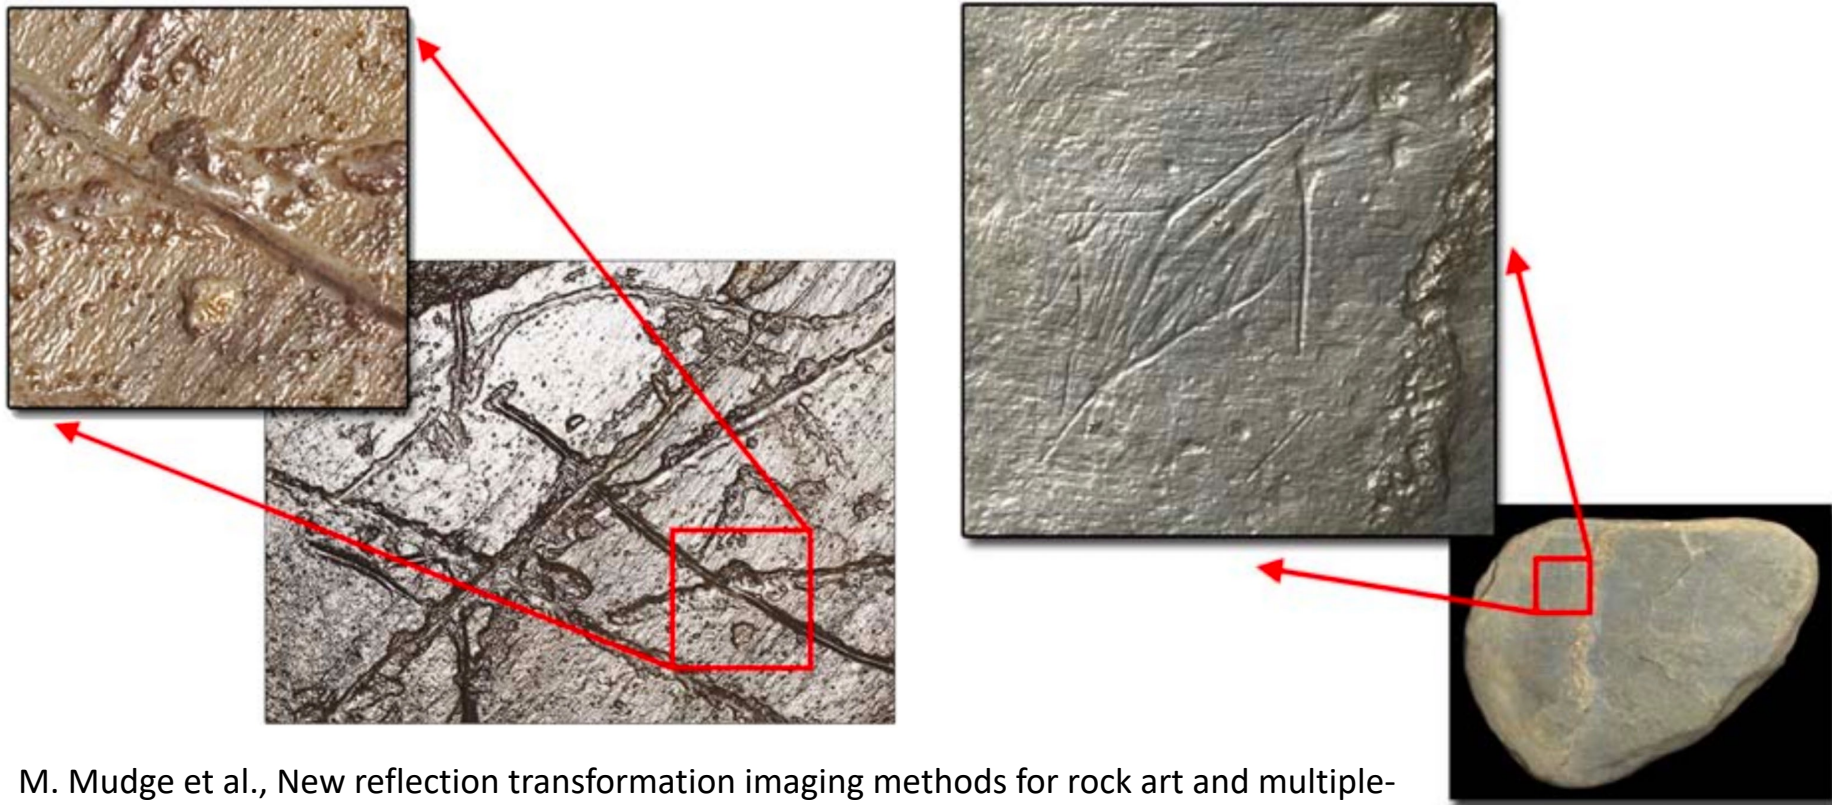 M. Mudge et al., New reflection transformation imaging methods for rock art and multiple-